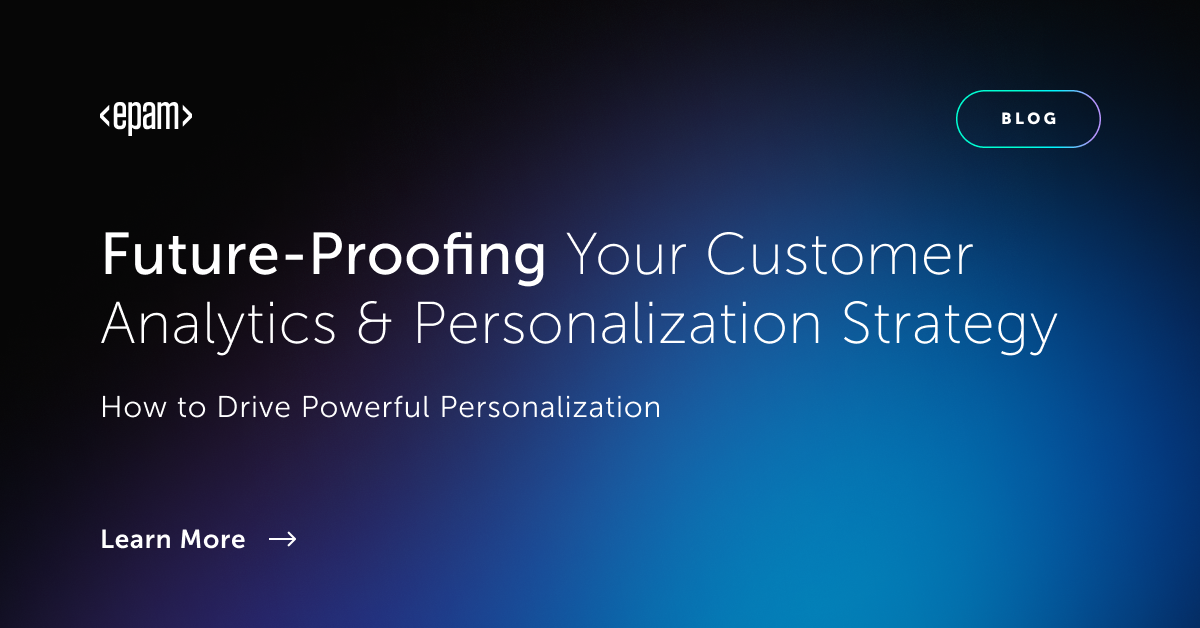 <epam>
BLOG
Future-Proofing Your Customer
Analytics & Personalization Strategy
How to Drive Powerful Personalization
Learn More →